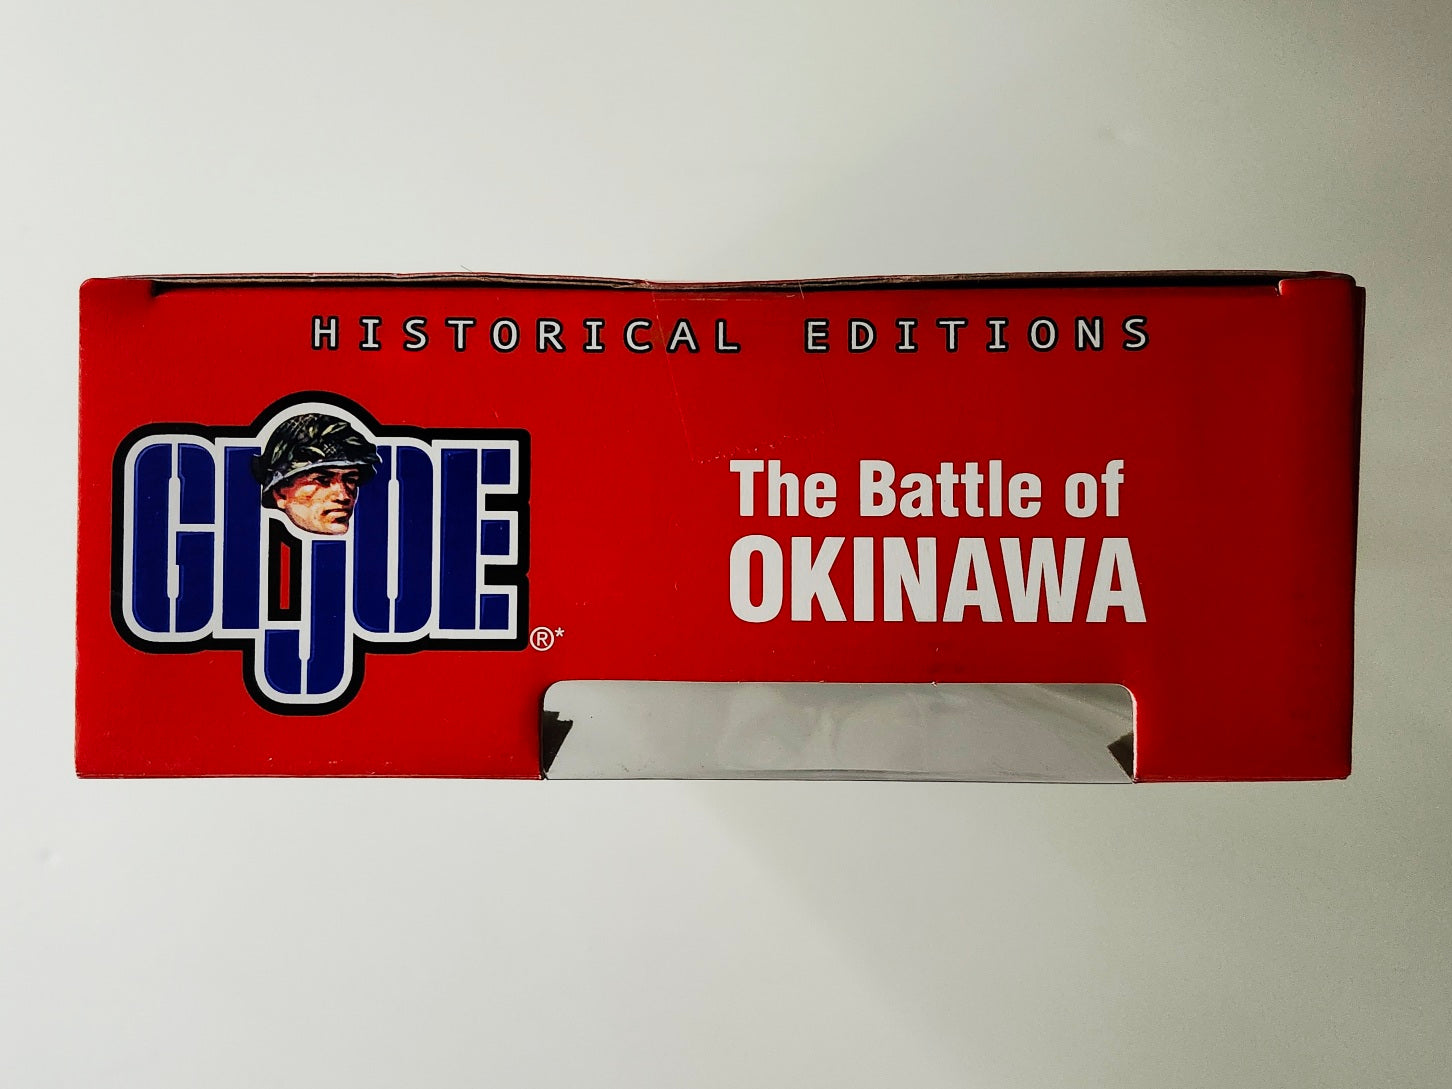 HISTORICAL EDITIONS
GI JOE ®*
The Battle of
OKINAWA